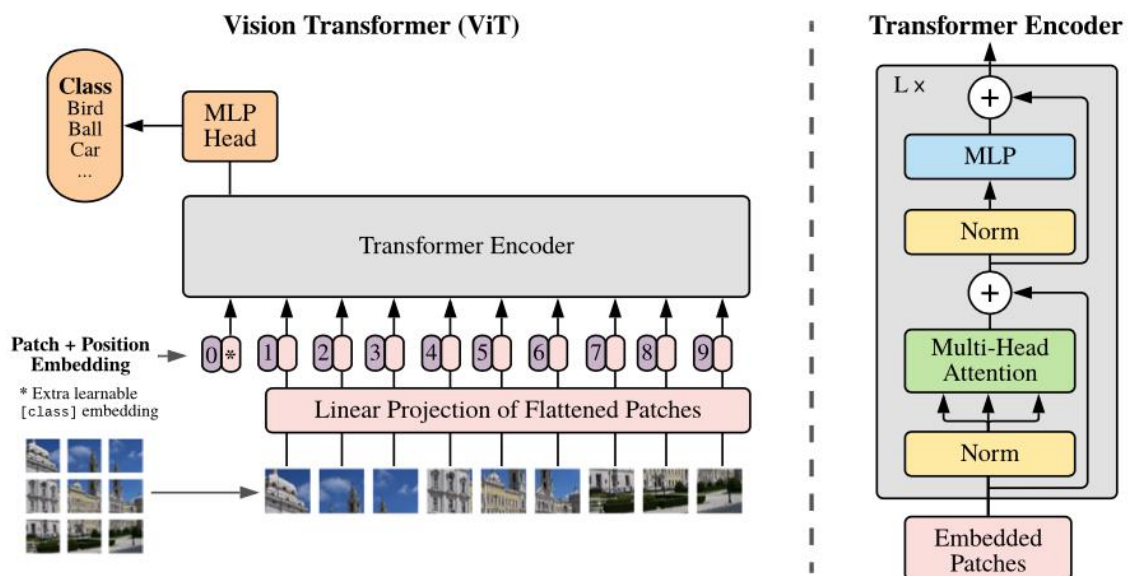 Vision Transformer (ViT)
Class
Bird
Ball
Car
...
MLP
Head
Transformer Encoder
Patch + Position
Embedding
0 * 1 2 3 4 5 6 7 8 9
* Extra learnable
[class] embedding
Linear Projection of Flattened Patches
Transformer Encoder
L x
+
MLP
Norm
+
Multi-Head
Attention
Norm
Embedded
Patches